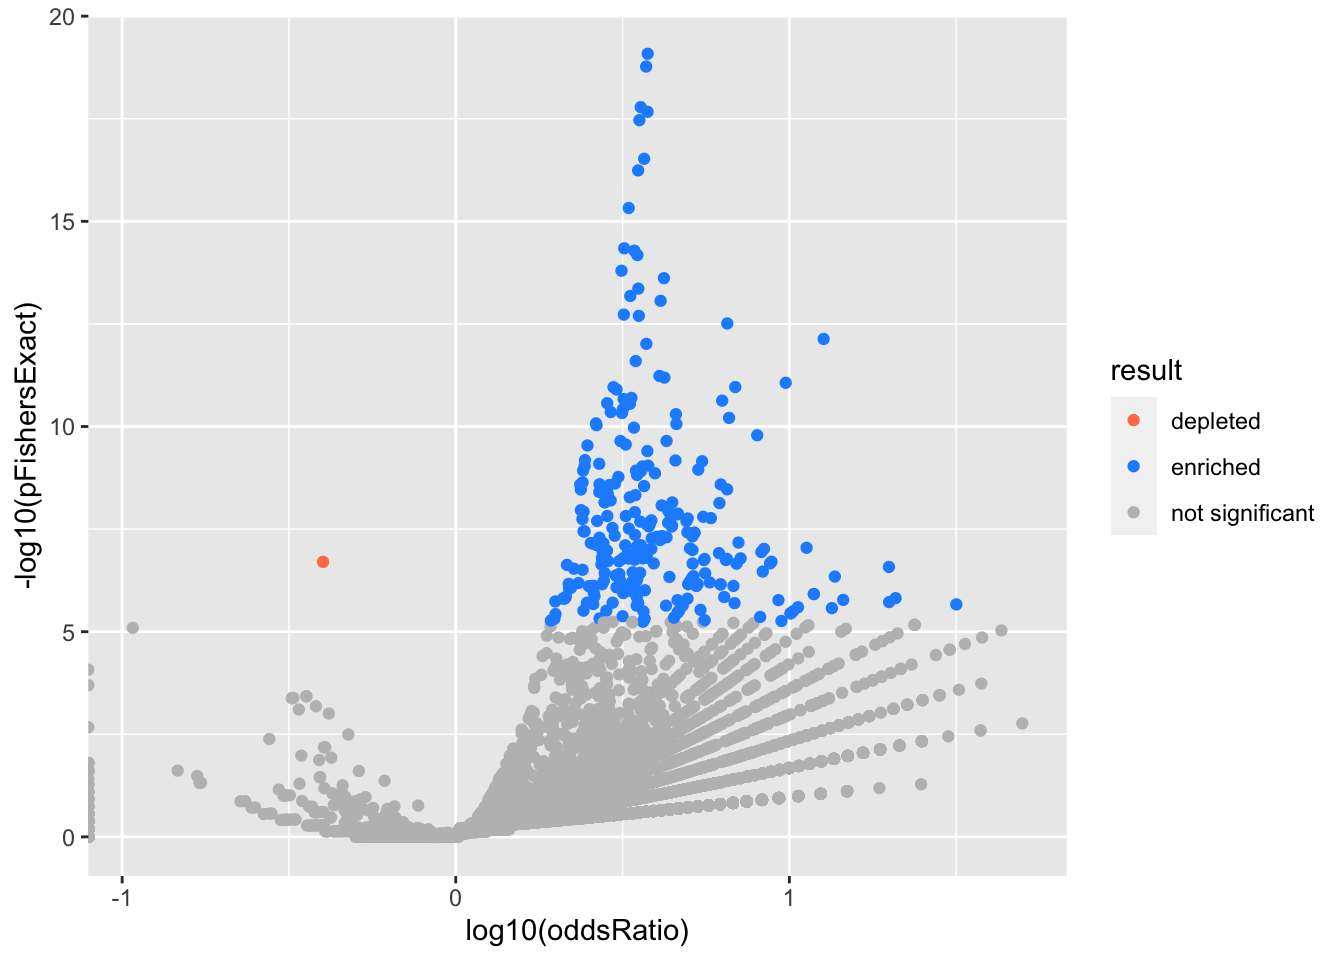 20
15
10
5
0
-log10(pFishersExact)
-1
0
1
log10(oddsRatio)
result
depleted
enriched
not significant